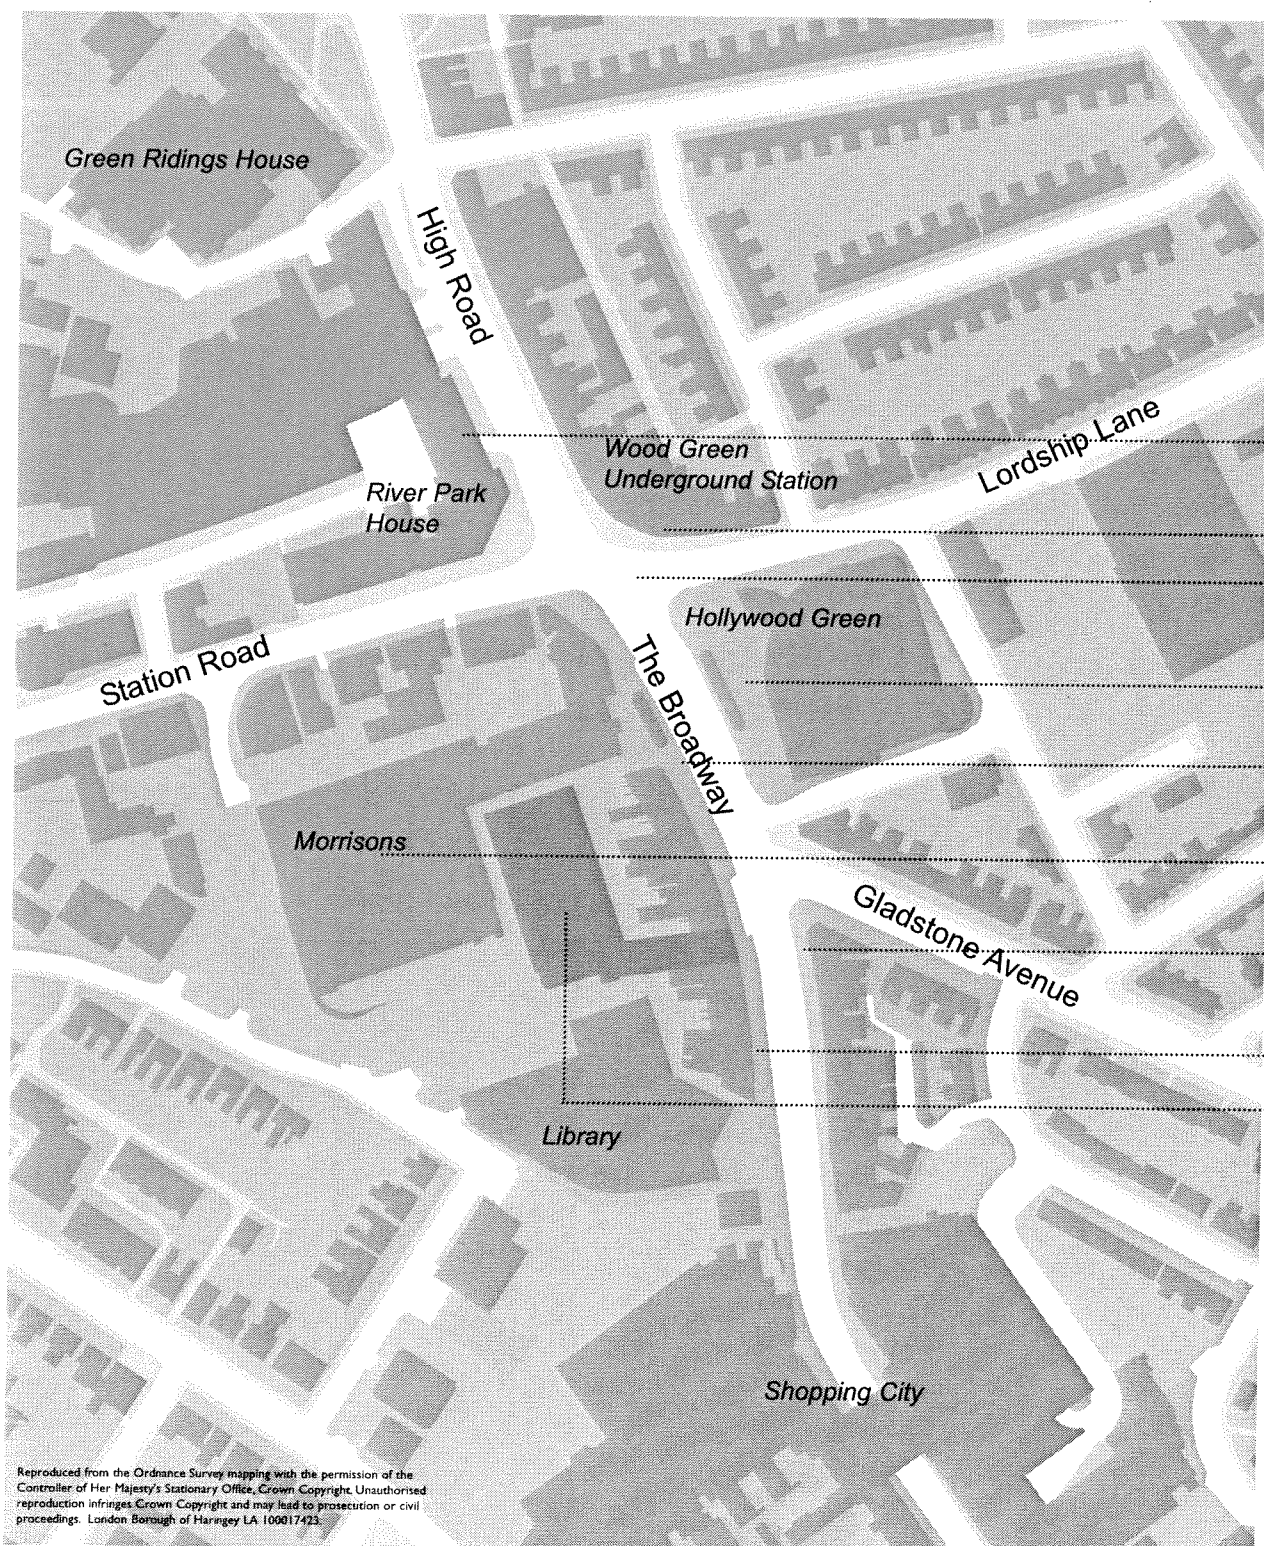 Green Ridings House
High Road
Wood Green
Underground Station
Lordship Lane
River Park
House
Hollywood Green
Station Road
The Broadway
Morrisons
Gladstone Avenue
Library
Shopping City
Reproduced from the Ordnance Survey mapping with the permission of the
Controller of Her Majesty's Stationary Office, Crown Copyright. Unauthorised
reproduction infringes Crown Copyright and may lead to prosecution or civil
proceedings. London Borough of Haringey LA 100017423.